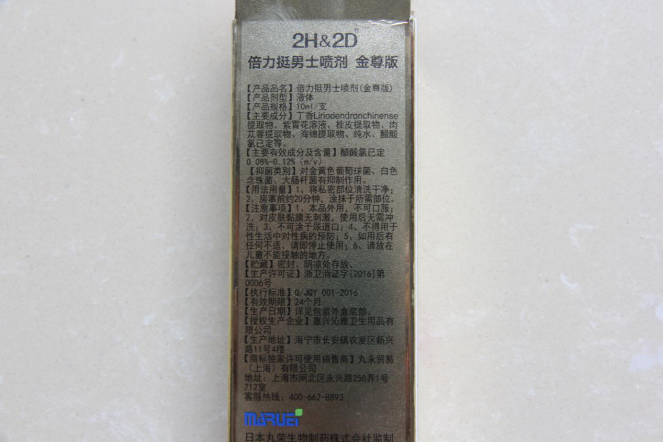 2H&2D
倍力挺男士喷剂 金尊版
【产品品名】倍力挺男士喷剂(金尊版)
【产品剂型】液体
【产品规格】10ml/支
【主要成分】丁香Liriodendronchinense
提取物、紫霄花溶液、桂皮提取物、肉
苁蓉提取物、海绵提取物、纯水、醋酸
氯已定等。
【主要有效成分及含量】醋酸氯已定
0.08%-0.12% (m/v)
【抑菌类别】对金黄色葡萄球菌、白色
念珠菌、大肠杆菌有抑制作用。
【用法用量】1、将私密部位清洗干净;
2、房事前约20分钟，涂抹于所需部位。
【注意事项】1、本品外用，不可口服;
2、对皮肤黏膜无刺激，使用后无需冲
洗; 3、不可涂于尿道口; 4、不得用于
性生活中对性病的预防; 5、如用后有
任何不适，请即停止使用; 6、请放在
儿童不能接触的地方。
【贮藏】密封、阴凉处存放。
【生产许可证】浙卫消证字[2016]第
0006号
【执行标准】Q/JQY 001-2016
【有效期限】24个月
【生产日期】详见包装外盒底部。
【授权生产企业】嘉兴沁雅卫生用品有
限公司
【生产地址】海宁市长安镇农发区新兴
路11号4楼
【商标独家许可使用销售商】丸永贸易
(上海) 有限公司
地址: 上海市闸北区永兴路258弄1号
712室
客服热线: 400-662-8893
MARUEI
日本丸荣生物制药株式会社监制